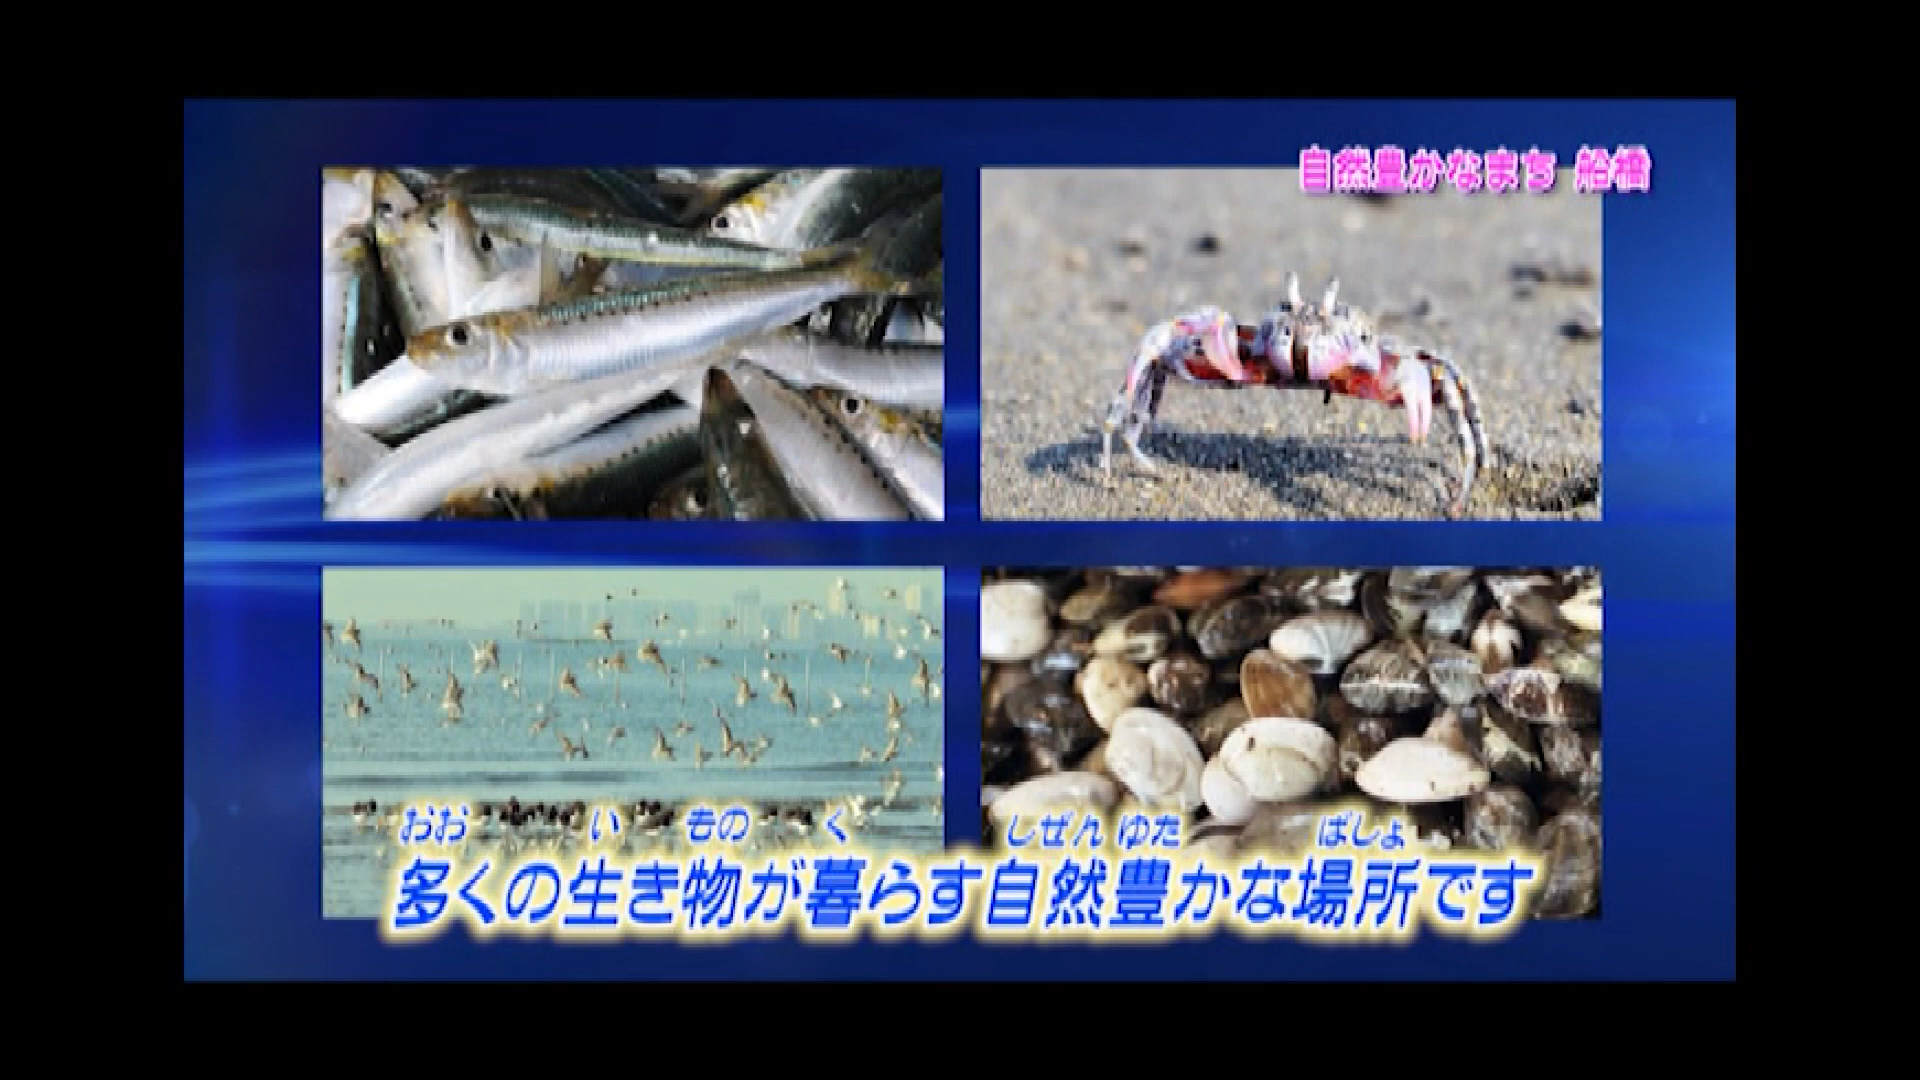 自然豊かなまち 船橋
おお い もの く しぜん ゆた ばしょ
多くの生き物が暮らす自然豊かな場所です